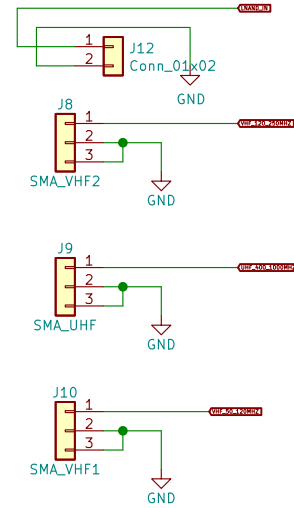 LNAND_IN
1 J12
2 Conn_01x02
GND
J8
1 VHF_120_250MHZ
2
3
SMA_VHF2
GND
J9
1 UHF_400_1000MHZ
2
3
SMA_UHF
GND
J10
1 VHF_50_120MHZ
2
3
SMA_VHF1
GND